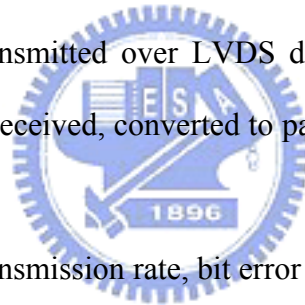 nsmitted over LVDS d
eceived, converted to pa
E S
1896
nsmission rate, bit error